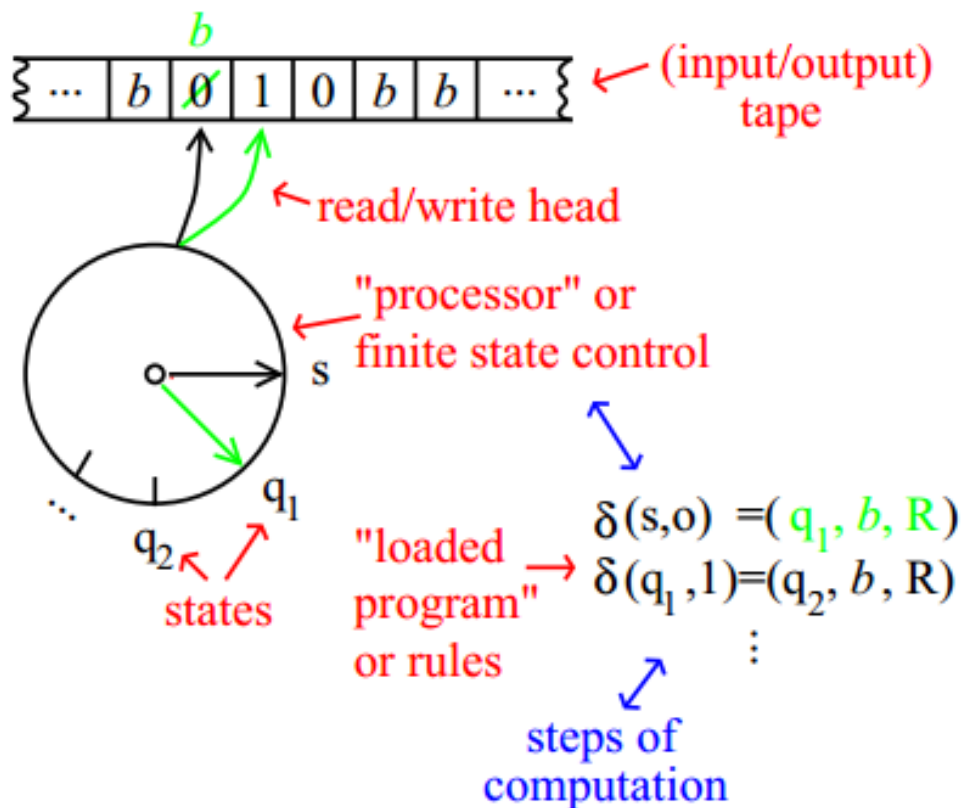 b
... b 0 1 0 b b ...
(input/output)
tape
read/write head
"processor" or
finite state control
s
q1
q2
...
states
"loaded
program"
or rules
δ(s,o) =( q1, b, R)
δ(q1,1)=(q2, b, R)
⋮
steps of
computation